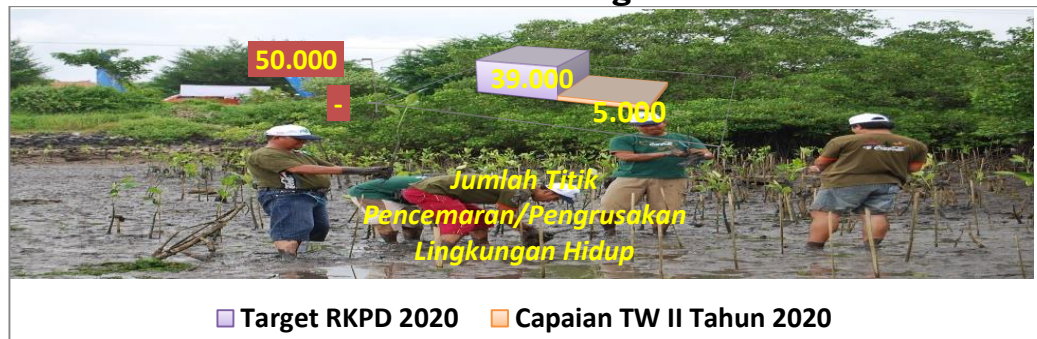 50.000
-
39.000
5.000
Jumlah Titik
Pencemaran/Pengrusakan
Lingkungan Hidup
Target RKPD 2020
Capaian TW II Tahun 2020